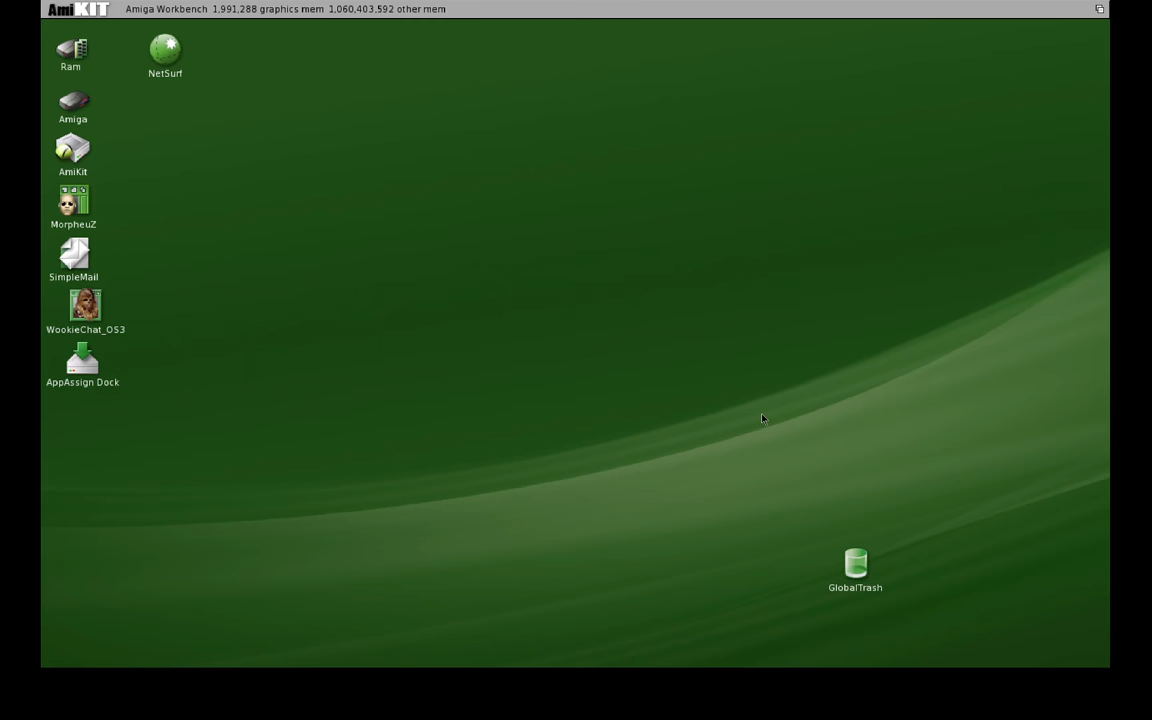 AmiKIT Amiga Workbench 1,991,288 graphics mem 1,060,403,592 other mem
Ram
NetSurf
Amiga
AmiKit
MorpheuZ
SimpleMail
WookieChat_OS3
AppAssign Dock
GlobalTrash